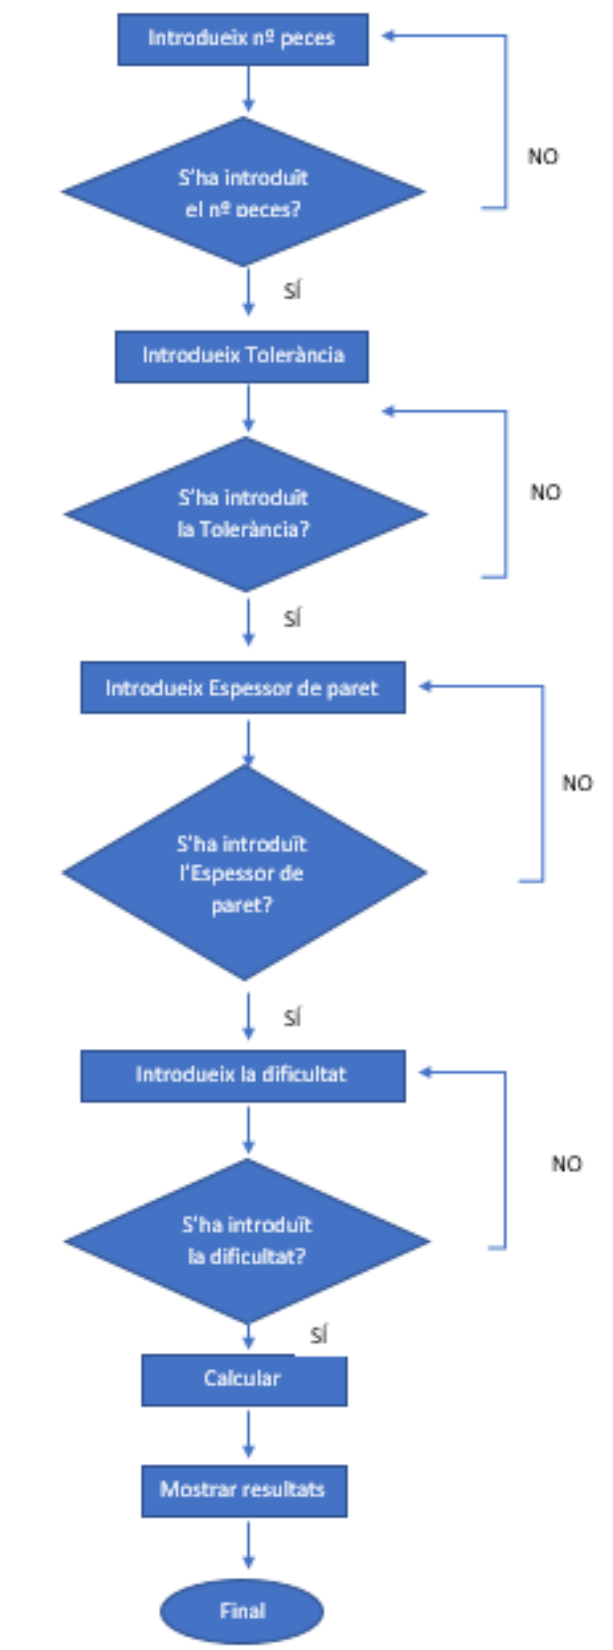 Introdueix nº peces
NO
S'ha introduït
el nº peces?
SÍ
Introdueix Tolerància
NO
S'ha introduït
la Tolerància?
SÍ
Introdueix Espessor de paret
NO
S'ha introduït
l'Espessor de
paret?
SÍ
Introdueix la dificultat
NO
S'ha introduït
la dificultat?
SÍ
Calcular
Mostrar resultats
Final